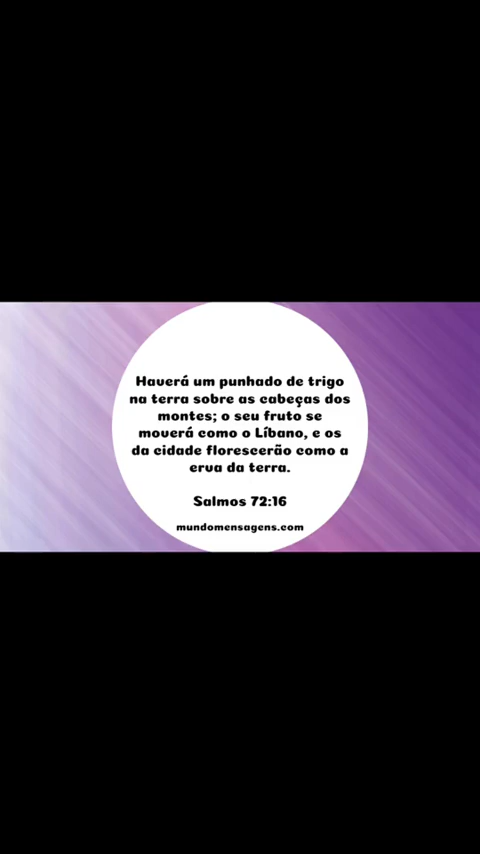 Haverá um punhado de trigo
na terra sobre as cabeças dos
montes; o seu fruto se
moverá como o Líbano, e os
da cidade florescerão como a
erva da terra.
Salmos 72:16
mundomensagens.com